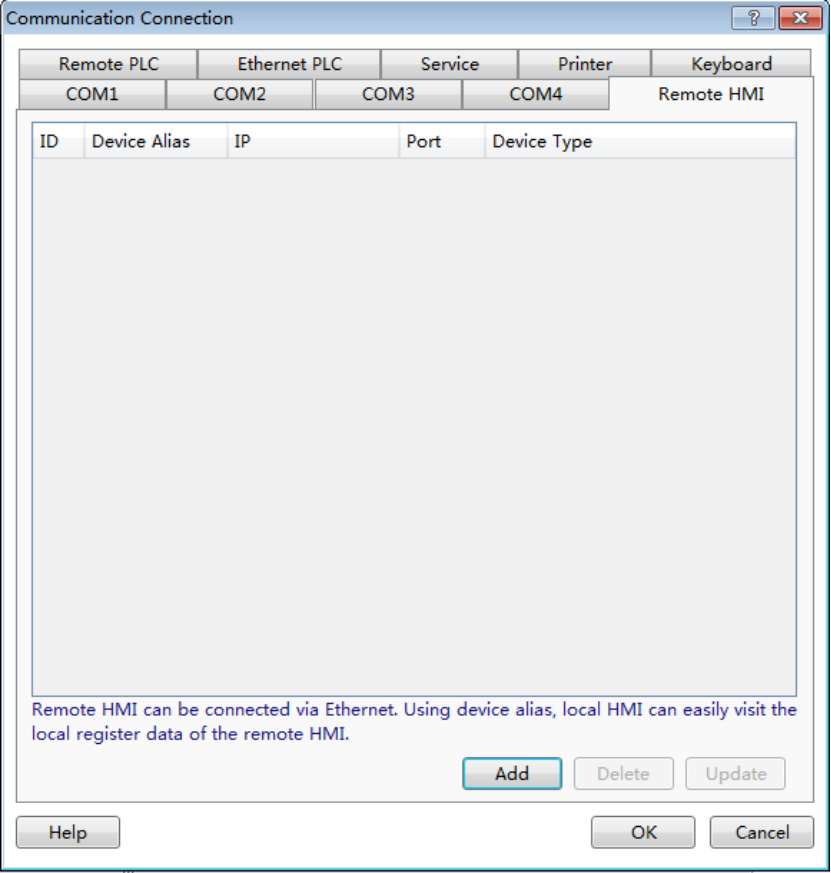 Communication Connection
Remote PLC Ethernet PLC Service Printer Keyboard
COM1 COM2 COM3 COM4 Remote HMI
ID Device Alias IP Port Device Type
Remote HMI can be connected via Ethernet. Using device alias, local HMI can easily visit the
local register data of the remote HMI.
Add Delete Update
Help OK Cancel